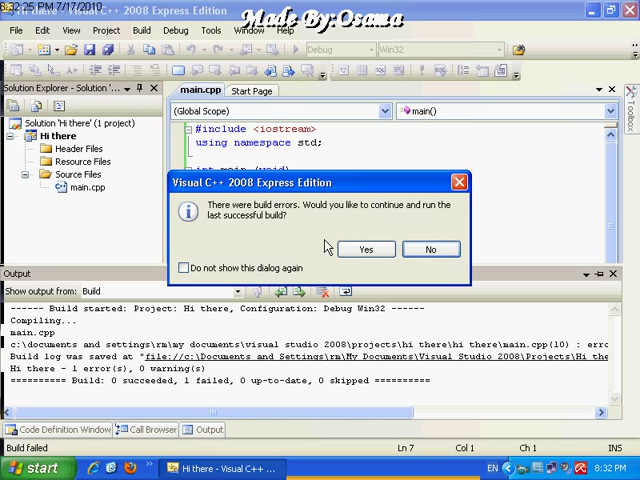 8:32:25 PM 7/17/2010
Made By:Osama
there - Visual C++ 2008 Express Edition
File Edit View Project Build Debug Tools Window Help
Debug Win32
Solution Explorer - Solution '...
main.cpp Start Page
(Global Scope) main()
Toolbox
Solution 'Hi there' (1 project)
Hi there
Header Files
Resource Files
Source Files
main.cpp
#include <iostream>
using namespace std;
int main (void)
Visual C++ 2008 Express Edition
There were build errors. Would you like to continue and run the
last successful build?
Yes No
Do not show this dialog again
Output
Show output from: Build
------ Build started: Project: Hi there, Configuration: Debug Win32 ------
Compiling...
main.cpp
c:\documents and settings\rm\my documents\visual studio 2008\projects\hi there\hi there\main.cpp(10) : erro
Build log was saved at "file://c:\Documents and Settings\rm\My Documents\Visual Studio 2008\Projects\Hi the
Hi there - 1 error(s), 0 warning(s)
========== Build: 0 succeeded, 1 failed, 0 up-to-date, 0 skipped ==========
Code Definition Window Call Browser Output
Build failed Ln 7 Col 1 Ch 1 INS
start Hi there - Visual C++ ... EN 8:32 PM